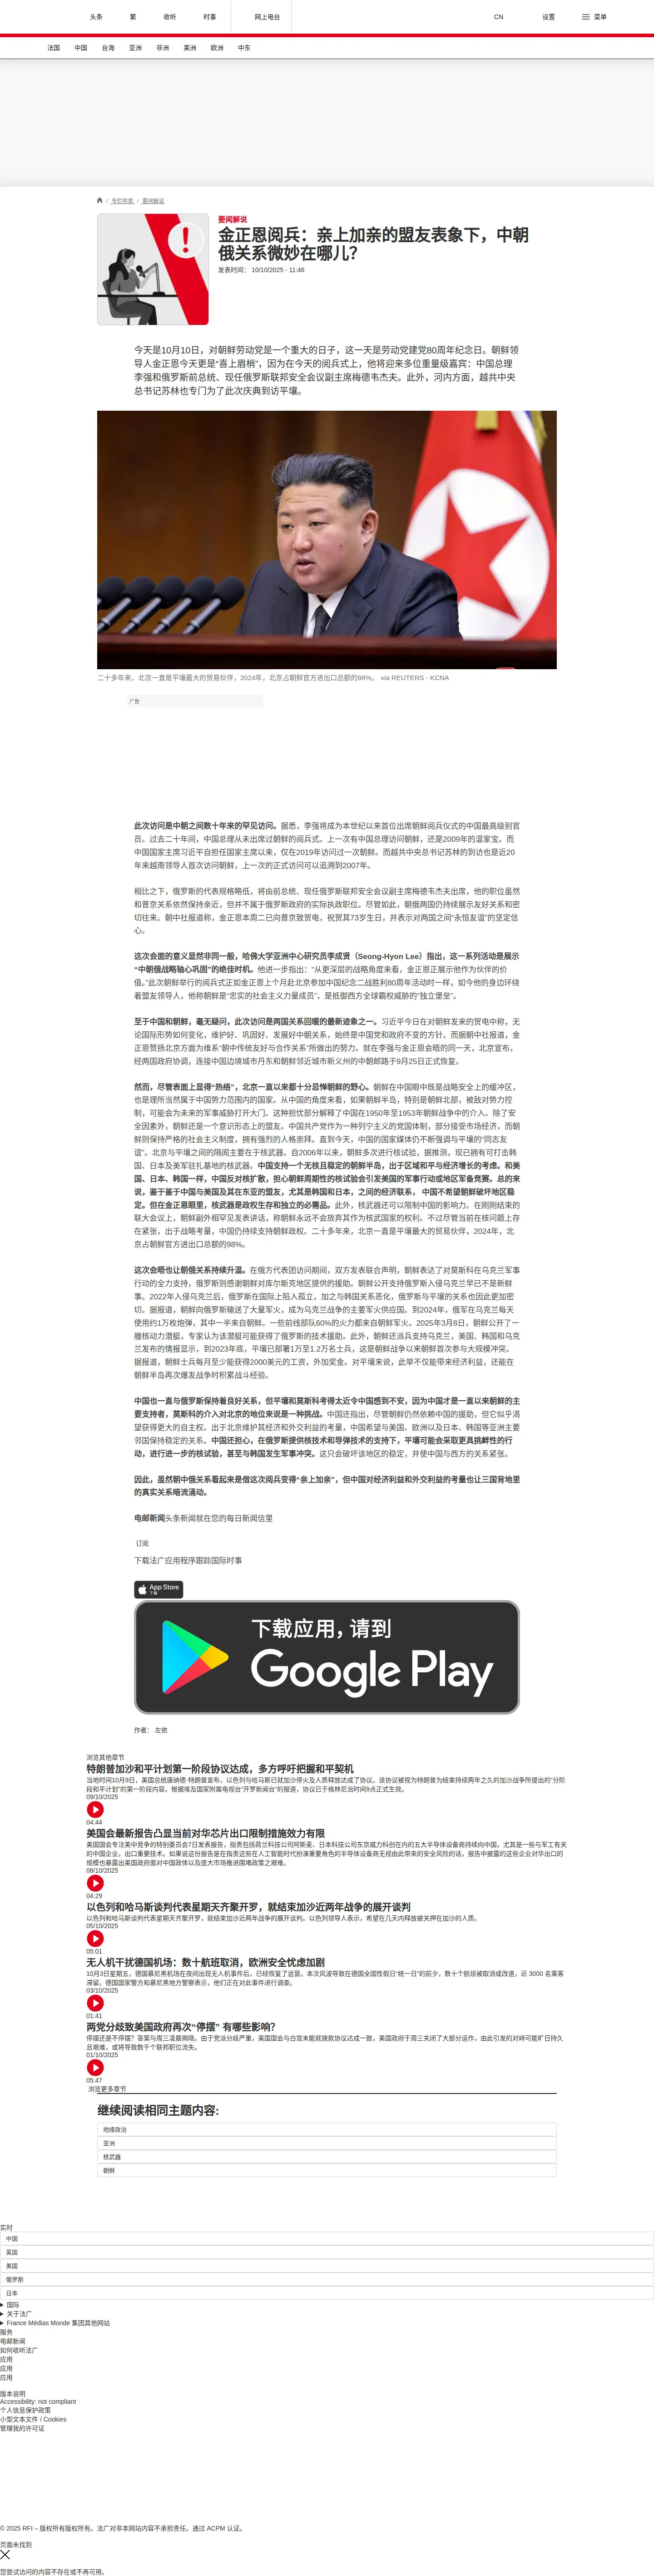 头条 繁 收听 时事 网上电台 CN 设置 菜单
法国 中国 台海 亚洲 非洲 美洲 欧洲 中东
/ 专栏检索 / 要闻解说
要闻解说
金正恩阅兵：亲上加亲的盟友表象下，中朝
俄关系微妙在哪儿？
发表时间： 10/10/2025 - 11:46
今天是10月10日，对朝鲜劳动党是一个重大的日子，这一天是劳动党建党80周年纪念日。朝鲜领
导人金正恩今天更是“喜上眉梢”，因为在今天的阅兵式上，他将迎来多位重量级嘉宾：中国总理
李强和俄罗斯前总统、现任俄罗斯联邦安全会议副主席梅德韦杰夫。此外，河内方面，越共中央
总书记苏林也专门为了此次庆典到访平壤。
二十多年来，北京一直是平壤最大的贸易伙伴，2024年，北京占朝鲜官方进出口总额的98%。 via REUTERS - KCNA
广告
此次访问是中朝之间数十年来的罕见访问。据悉，李强将成为本世纪以来首位出席朝鲜阅兵仪式的中国最高级别官
员。过去二十年间，中国总理从未出席过朝鲜的阅兵式。上一次有中国总理访问朝鲜，还是2009年的温家宝。而
中国国家主席习近平自担任国家主席以来，仅在2019年访问过一次朝鲜。而越共中央总书记苏林的到访也是近20
年来越南领导人首次访问朝鲜，上一次的正式访问可以追溯到2007年。
相比之下，俄罗斯的代表规格略低，将由前总统、现任俄罗斯联邦安全会议副主席梅德韦杰夫出席，他的职位虽然
和普京关系依然保持亲近，但并不属于俄罗斯政府的实际执政职位。尽管如此，朝俄两国仍持续展示友好关系和密
切往来。朝中社报道称，金正恩本周二已向普京致贺电，祝贺其73岁生日，并表示对两国之间“永恒友谊”的坚定信
心。
这次会面的意义显然非同一般，哈佛大学亚洲中心研究员李成贤（Seong-Hyon Lee）指出，这一系列活动是展示
“中朝俄战略轴心巩固”的绝佳时机。他进一步指出：“从更深层的战略角度来看，金正恩正展示他作为伙伴的价
值。”此次朝鲜举行的阅兵式正如金正恩上个月赴北京参加中国纪念二战胜利80周年活动时一样，如今他的身边环绕
着盟友领导人，他称朝鲜是“忠实的社会主义力量成员”，是抵御西方全球霸权威胁的“独立堡垒”。
至于中国和朝鲜，毫无疑问，此次访问是两国关系回暖的最新迹象之一。习近平今日在对朝鲜发来的贺电中称，无
论国际形势如何变化，维护好、巩固好、发展好中朝关系，始终是中国党和政府不变的方针。而据朝中社报道，金
正恩赞扬北京方面为维系“朝中传统友好与合作关系”所做出的努力。就在李强与金正恩会晤的同一天，北京宣布，
经两国政府协调，连接中国边境城市丹东和朝鲜邻近城市新义州的中朝邮路于9月25日正式恢复。
然而，尽管表面上显得“热络”，北京一直以来都十分忌惮朝鲜的野心。朝鲜在中国眼中既是战略安全上的缓冲区，
也是理所当然属于中国势力范围内的国家。从中国的角度来看，如果朝鲜半岛，特别是朝鲜北部，被敌对势力控
制，可能会为未来的军事威胁打开大门。这种担忧部分解释了中国在1950年至1953年朝鲜战争中的介入。除了安
全因素外，朝鲜还是一个意识形态上的盟友。中国共产党作为一种列宁主义的党国体制，部分接受市场经济，而朝
鲜则保持严格的社会主义制度，拥有强烈的人格崇拜。直到今天，中国的国家媒体仍不断强调与平壤的“同志友
谊”。北京与平壤之间的隔阂主要在于核武器。自2006年以来，朝鲜多次进行核试验，据推测，现已拥有可打击韩
国、日本及美军驻扎基地的核武器。中国支持一个无核且稳定的朝鲜半岛，出于区域和平与经济增长的考虑。和美
国、日本、韩国一样，中国反对核扩散，担心朝鲜周期性的核试验会引发美国的军事行动或地区军备竞赛。总的来
说，鉴于鉴于中国与美国及其在东亚的盟友，尤其是韩国和日本，之间的经济联系， 中国不希望朝鲜破坏地区稳
定。但在金正恩眼里，核武器是政权生存和独立的必需品。此外，核武器还可以限制中国的影响力。在刚刚结束的
联大会议上，朝鲜副外相罕见发表讲话，称朝鲜永远不会放弃其作为核武国家的权利。不过尽管当前在核问题上存
在紧张，出于战略考量，中国仍持续支持朝鲜政权。二十多年来，北京一直是平壤最大的贸易伙伴，2024年，北
京占朝鲜官方进出口总额的98%。
这次会晤也让朝俄关系持续升温。在俄方代表团访问期间，双方发表联合声明，朝鲜表达了对莫斯科在乌克兰军事
行动的全力支持，俄罗斯则感谢朝鲜对库尔斯克地区提供的援助。朝鲜公开支持俄罗斯入侵乌克兰早已不是新鲜
事。2022年入侵乌克兰后，俄罗斯在国际上陷入孤立，加之与韩国关系恶化，俄罗斯与平壤的关系也因此更加密
切。据报道，朝鲜向俄罗斯输送了大量军火，成为乌克兰战争的主要军火供应国。到2024年，俄军在乌克兰每天
使用约1万枚炮弹，其中一半来自朝鲜。一些前线部队60%的火力都来自朝鲜军火。2025年3月8日，朝鲜公开了一
艘核动力潜艇，专家认为该潜艇可能获得了俄罗斯的技术援助。此外，朝鲜还派兵支持乌克兰，美国、韩国和乌克
兰发布的情报显示，到2023年底，平壤已部署1万至1.2万名士兵，这是朝鲜战争以来朝鲜首次参与大规模冲突。
据报道，朝鲜士兵每月至少能获得2000美元的工资，外加奖金。对平壤来说，此举不仅能带来经济利益，还能在
朝鲜半岛再次爆发战争时积累战斗经验。
中国也一直与俄罗斯保持着良好关系，但平壤和莫斯科考得太近令中国感到不安，因为中国才是一直以来朝鲜的主
要支持者，莫斯科的介入对北京的地位来说是一种挑战。中国还指出，尽管朝鲜仍然依赖中国的援助，但它似乎渴
望获得更大的自主权。出于北京维护其经济和外交利益的考量，中国希望与美国、欧洲以及日本、韩国等亚洲主要
邻国保持稳定的关系。中国还担心，在俄罗斯提供核技术和导弹技术的支持下，平壤可能会采取更具挑衅性的行
动，进行进一步的核试验，甚至与韩国发生军事冲突。这只会破坏该地区的稳定，并使中国与西方的关系紧张。
因此，虽然朝中俄关系看起来是借这次阅兵变得“亲上加亲”，但中国对经济利益和外交利益的考量也让三国背地里
的真实关系暗流涌动。
电邮新闻头条新闻就在您的每日新闻信里
订阅
下载法广应用程序跟踪国际时事
App Store
下载
下载应用，请到
Google Play
作者： 左依
浏览其他章节
特朗普加沙和平计划第一阶段协议达成，多方呼吁把握和平契机
当地时间10月9日，美国总统唐纳德·特朗普宣布，以色列与哈马斯已就加沙停火及人质释放达成了协议。该协议被视为特朗普为结束持续两年之久的加沙战争所提出的“分阶
段和平计划”的第一阶段内容。根据埃及国家附属电视台“开罗新闻台”的报道，协议已于格林尼治时间9点正式生效。
09/10/2025
04:44
美国会最新报告凸显当前对华芯片出口限制措施效力有限
美国国会专注美中竞争的特别委员会7日发表报告，指责包括荷兰科技公司阿斯麦、日本科技公司东京威力科创在内的五大半导体设备商持续向中国，尤其是一些与军工有关
的中国企业，出口重要技术。如果说这份报告是在指责这些在人工智能时代扮演重要角色的半导体设备商无视由此带来的安全风险的话，报告中披露的这些企业对华出口的
规模也暴露出美国政府面对中国政体以及庞大市场推进围堵政策之艰难。
08/10/2025
04:29
以色列和哈马斯谈判代表星期天齐聚开罗，就结束加沙近两年战争的展开谈判
以色列和哈马斯谈判代表星期天齐聚开罗，就结束加沙近两年战争的展开谈判。以色列领导人表示，希望在几天内释放被关押在加沙的人质。
05/10/2025
05:01
无人机干扰德国机场：数十航班取消，欧洲安全忧虑加剧
10月3日星期五，德国慕尼黑机场在夜间出现无人机事件后，已经恢复了运营。本次风波导致在德国全国性假日“统一日”的前夕，数十个航班被取消或改道，近 3000 名乘客
滞留。德国国家警方和慕尼黑地方警察表示，他们正在对此事件进行调查。
03/10/2025
01:41
两党分歧致美国政府再次“停摆” 有哪些影响？
停摆还是不停摆？答案与周三凌晨揭晓。由于党派分歧严重，美国国会与白宫未能就拨款协议达成一致，美国政府于周三关闭了大部分运作，由此引发的对峙可能旷日持久
且艰难，或将导致数千个联邦职位流失。
01/10/2025
05:47
浏览更多章节
继续阅读相同主题内容:
地缘政治
亚洲
核武器
朝鲜
实时
中国
英国
美国
俄罗斯
日本
国际
关于法广
France Médias Monde 集团其他网站
服务
电邮新闻
如何收听法广
应用
应用
应用
版本说明
Accessibility: not compliant
个人信息保护政策
小型文本文件 / Cookies
管理我的许可证
© 2025 RFI – 版权所有版权所有。法广对非本网站内容不承担责任。通过 ACPM 认证。
页面未找到
您尝试访问的内容不存在或不再可用。